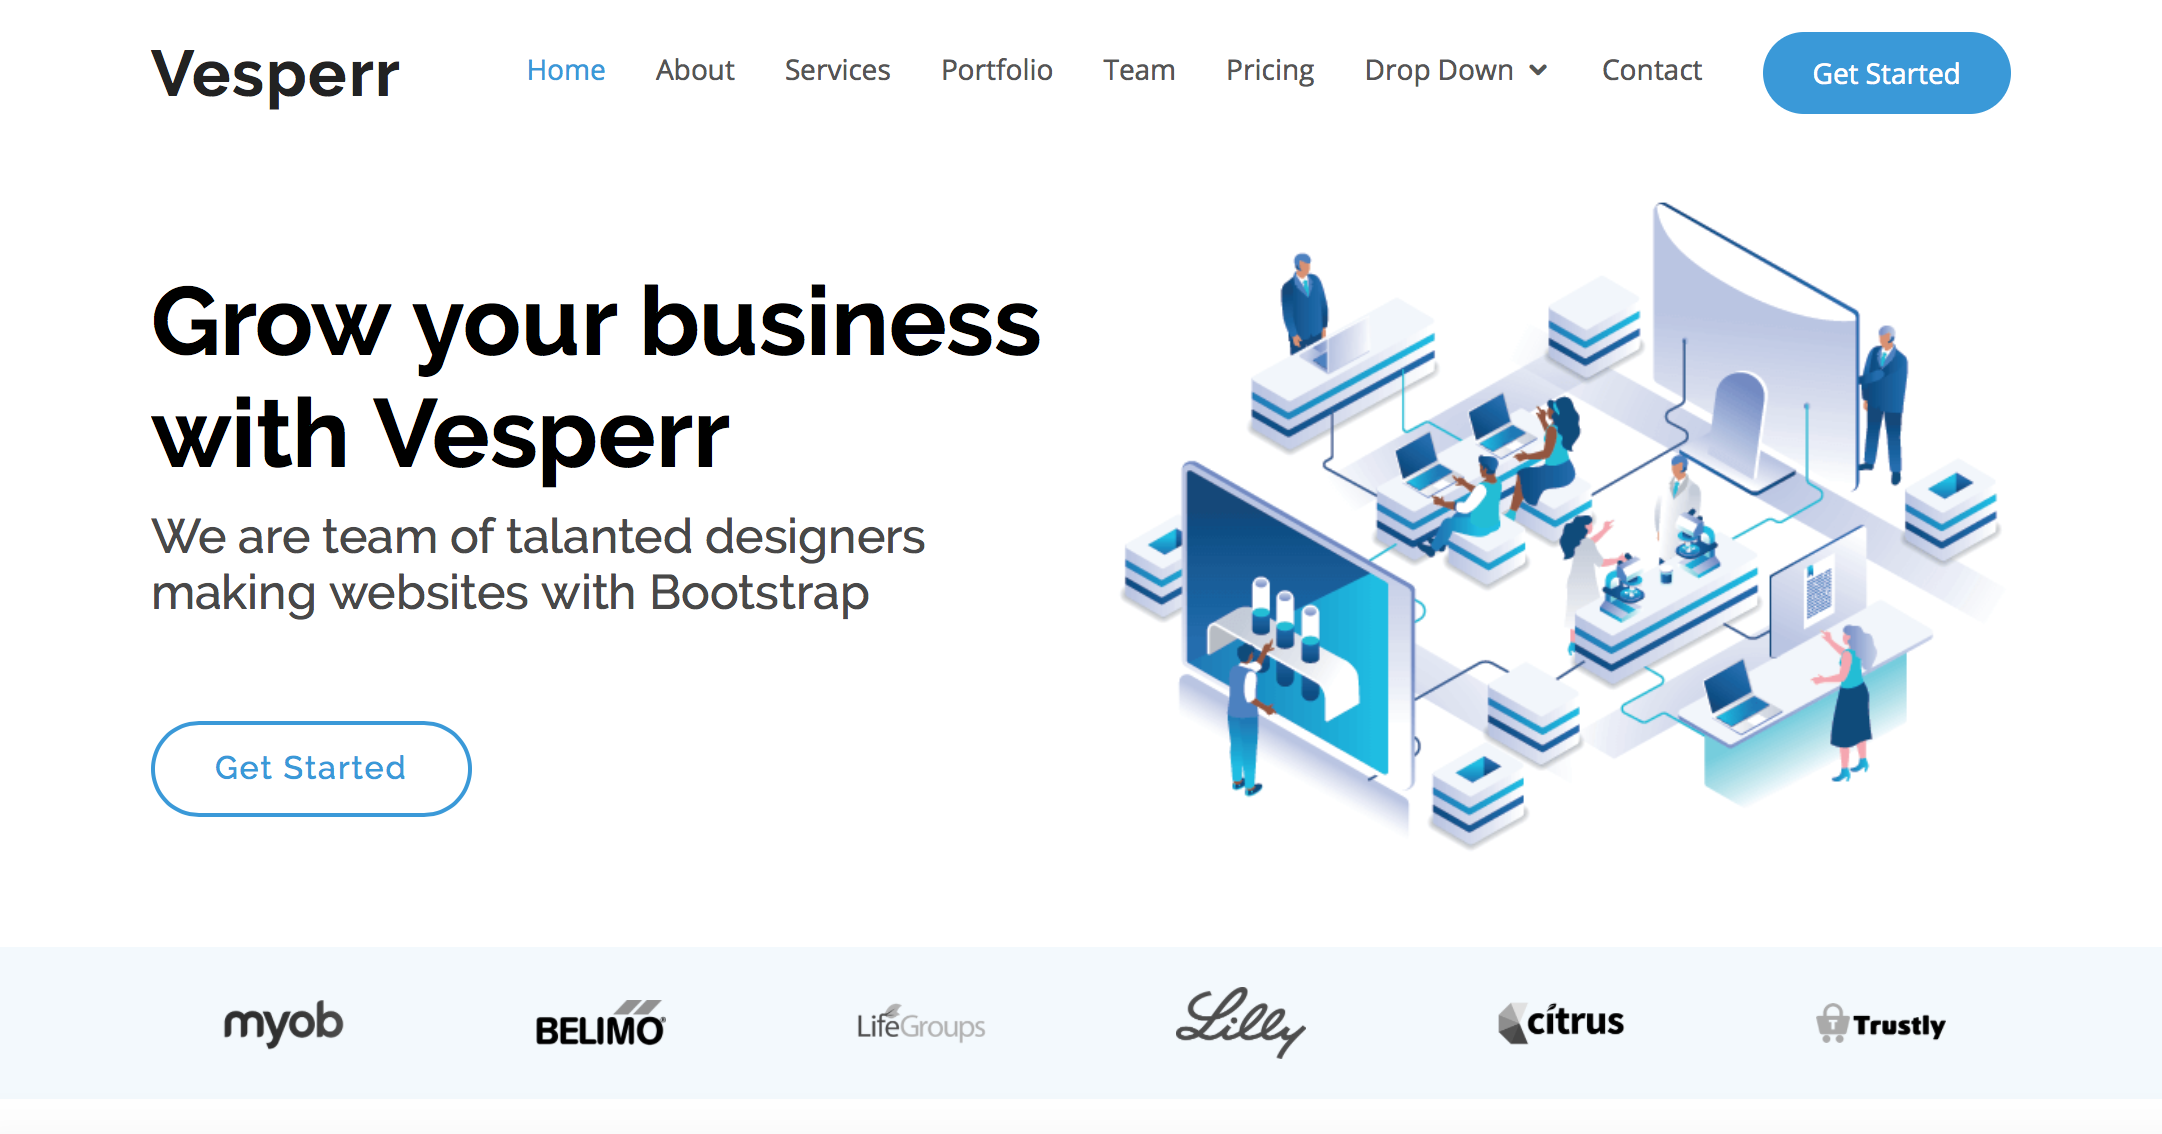 Vesperr
Home About Services Portfolio Team Pricing Drop Down Contact Get Started
Grow your business
with Vesperr
We are team of talanted designers
making websites with Bootstrap
Get Started
myob BELIMO® LifeGroups Lilly citrus T Trustly